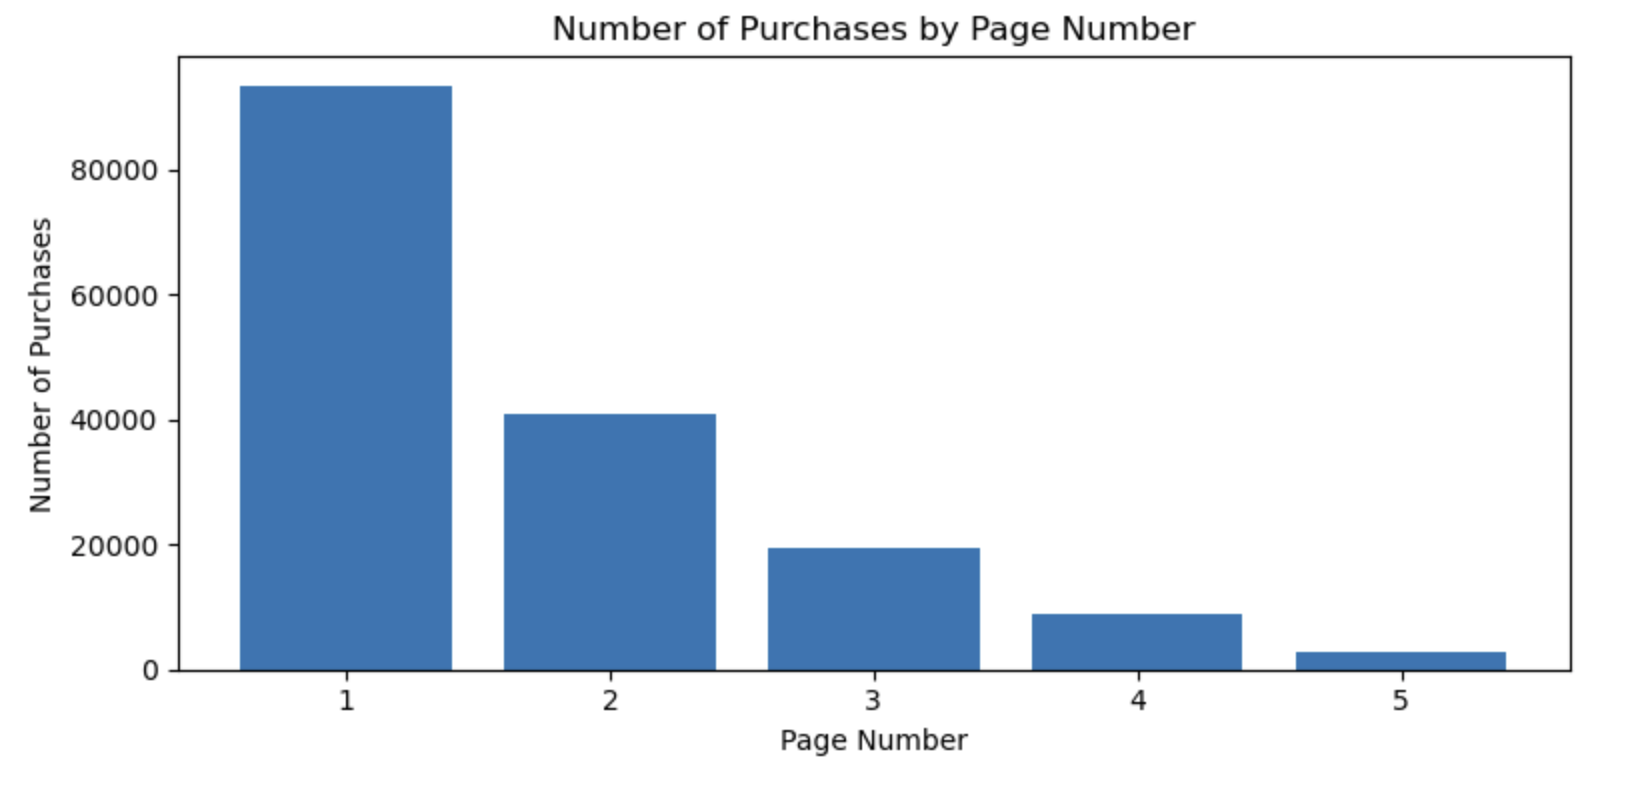 Number of Purchases by Page Number
Number of Purchases
80000
60000
40000
20000
0
1 2 3 4 5
Page Number